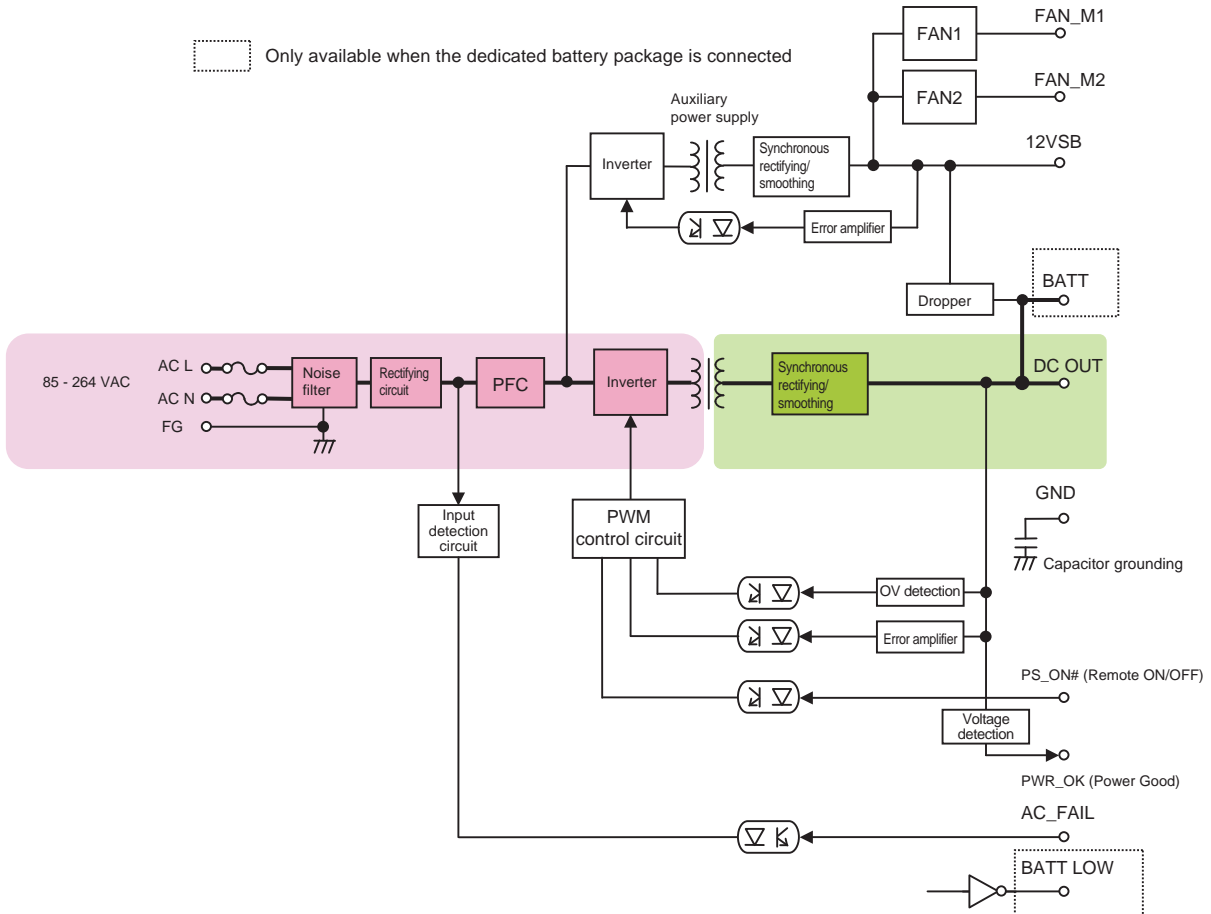 FAN_M1
FAN1
Only available when the dedicated battery package is connected
FAN_M2
FAN2
Auxiliary
power supply
12VSB
Inverter
Synchronous
rectifying/
smoothing
Error amplifier
BATT
Dropper
DC OUT
85 - 264 VAC
AC L
AC N
FG
Noise
filter
Rectifying
circuit
PFC
Inverter
Synchronous
rectifying/
smoothing
GND
Input
detection
circuit
PWM
control circuit
Capacitor grounding
OV detection
Error amplifier
PS_ON# (Remote ON/OFF)
Voltage
detection
PWR_OK (Power Good)
AC_FAIL
BATT LOW